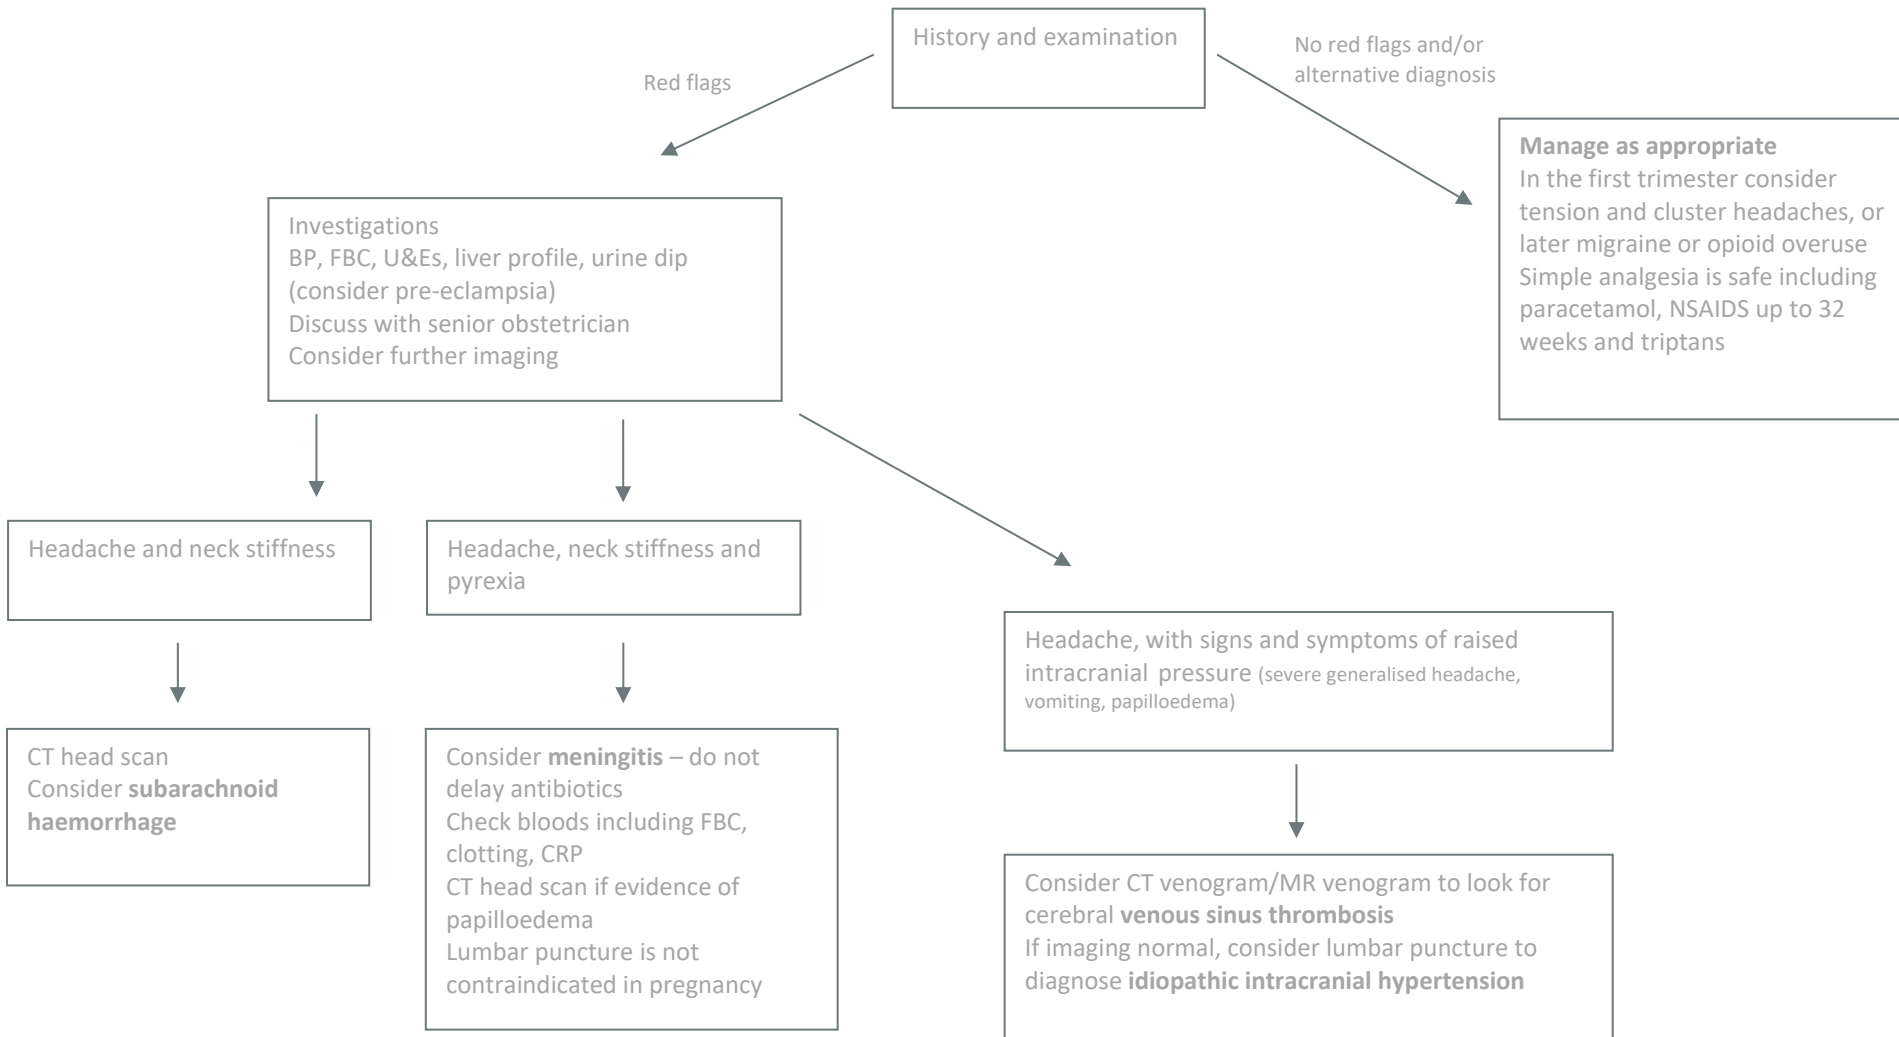 History and examination
Red flags
No red flags and/or
alternative diagnosis
Manage as appropriate
In the first trimester consider
tension and cluster headaches, or
later migraine or opioid overuse
Simple analgesia is safe including
paracetamol, NSAIDS up to 32
weeks and triptans
Investigations
BP, FBC, U&Es, liver profile, urine dip
(consider pre-eclampsia)
Discuss with senior obstetrician
Consider further imaging
Headache and neck stiffness
Headache, neck stiffness and
pyrexia
Headache, with signs and symptoms of raised
intracranial pressure (severe generalised headache,
vomiting, papilloedema)
CT head scan
Consider subarachnoid
haemorrhage
Consider meningitis – do not
delay antibiotics
Check bloods including FBC,
clotting, CRP
CT head scan if evidence of
papilloedema
Lumbar puncture is not
contraindicated in pregnancy
Consider CT venogram/MR venogram to look for
cerebral venous sinus thrombosis
If imaging normal, consider lumbar puncture to
diagnose idiopathic intracranial hypertension